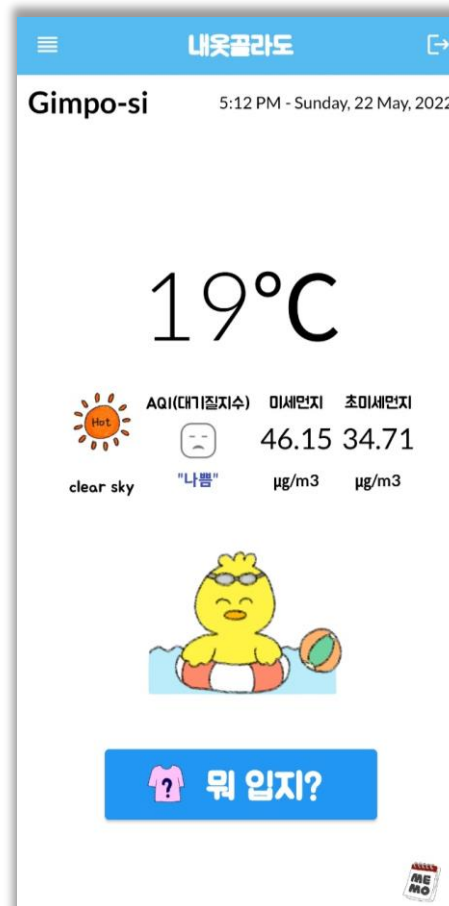 내옷골라도
Gimpo-si 5:12 PM - Sunday, 22 May, 2022
19°C
Hot
clear sky
AQI(대기질지수) 미세먼지 초미세먼지
46.15 34.71
"나쁨" μg/m3 μg/m3
? 뭐 입지?
MEMO